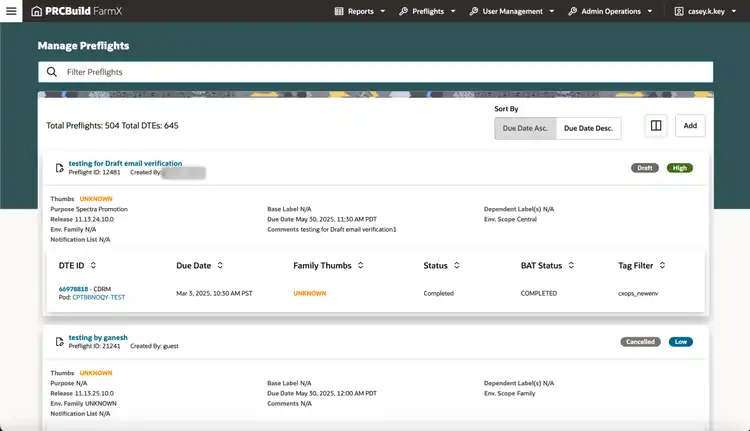 PRCBuild FarmX
Reports
Preflights
User Management
Admin Operations
casey.k.key
Manage Preflights
Filter Preflights
Total Preflights: 504 Total DTEs: 645
Sort By
Due Date Asc.
Due Date Desc.
Add
testing for Draft email verification
Preflight ID: 12481 Created By:
Draft
High
Thumbs UNKNOWN
Purpose Spectra Promotion
Base Label N/A
Dependent Label(s) N/A
Release 11.13.24.10.0
Due Date May 30, 2025, 11:30 AM PDT
Env. Scope Central
Env. Family N/A
Comments testing for Draft email verification1
Notification List N/A
DTE ID
Due Date
Family Thumbs
Status
BAT Status
Tag Filter
66978818 - CDRM
Pod: CPTBBNOQY-TEST
Mar 3, 2025, 10:30 AM PST
UNKNOWN
Completed
COMPLETED
cxops_newenv
testing by ganesh
Preflight ID: 21241 Created By: guest
Cancelled
Low
Thumbs UNKNOWN
Purpose N/A
Base Label N/A
Dependent Label(s) N/A
Release 11.13.25.10.0
Due Date May 30, 2025, 12:00 AM PDT
Env. Scope Family
Env. Family UNKNOWN
Comments N/A
Notification List N/A